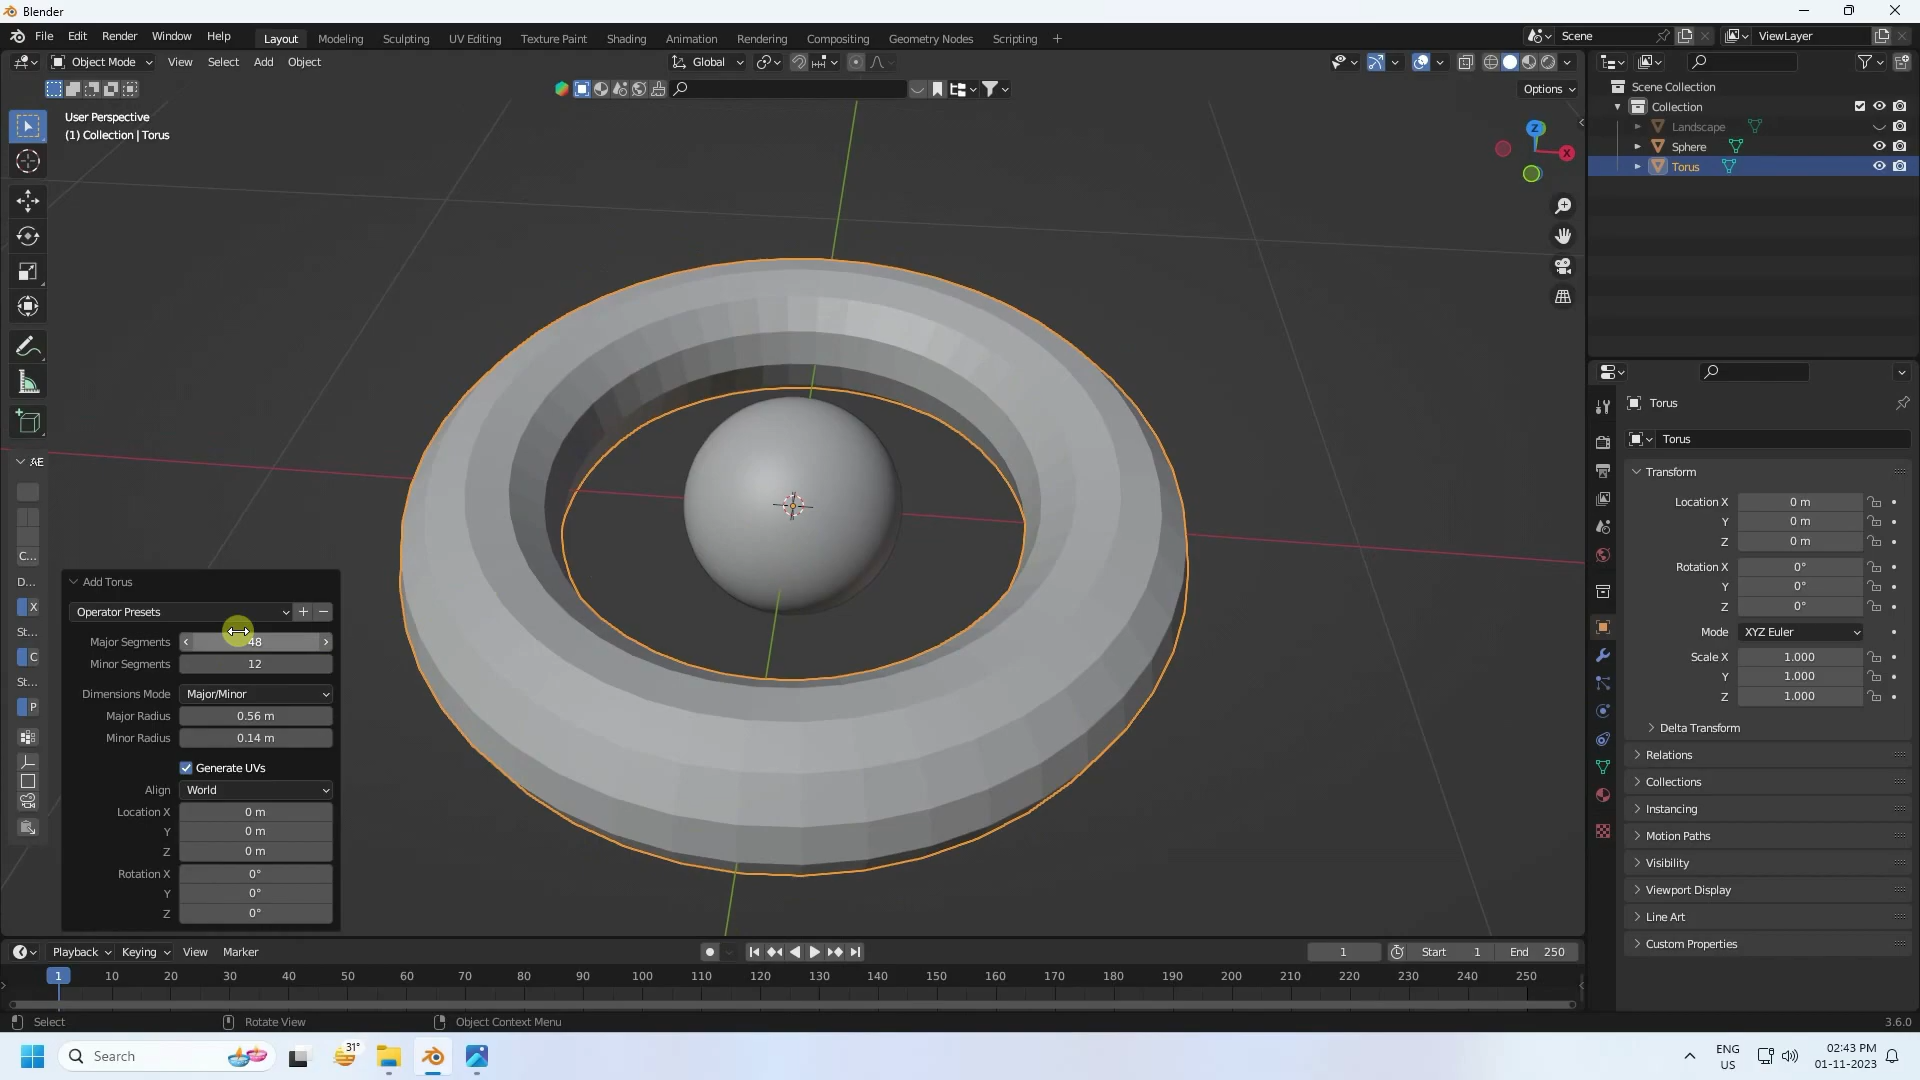 Blender
File Edit Render Window Help Layout Modeling Sculpting UV Editing Texture Paint Shading Animation Rendering Compositing Geometry Nodes Scripting + Scene ViewLayer
Object Mode View Select Add Object Global
Options
User Perspective
(1) Collection | Torus
Z
X
Scene Collection
Collection
Landscape
Sphere
Torus
AE
C...
D...
X
St...
C
St...
P
Add Torus
Operator Presets
Major Segments 48
Minor Segments 12
Dimensions Mode Major/Minor
Major Radius 0.56 m
Minor Radius 0.14 m
Generate UVs
Align World
Location X 0 m
Y 0 m
Z 0 m
Rotation X 0°
Y 0°
Z 0°
Torus
Torus
Transform
Location X 0 m
Y 0 m
Z 0 m
Rotation X 0°
Y 0°
Z 0°
Mode XYZ Euler
Scale X 1.000
Y 1.000
Z 1.000
Delta Transform
Relations
Collections
Instancing
Motion Paths
Visibility
Viewport Display
Line Art
Custom Properties
Playback Keying View Marker 1 Start 1 End 250
1 10 20 30 40 50 60 70 80 90 100 110 120 130 140 150 160 170 180 190 200 210 220 230 240 250
Select Rotate View Object Context Menu 3.6.0
Search 31° ENG US 02:43 PM 01-11-2023